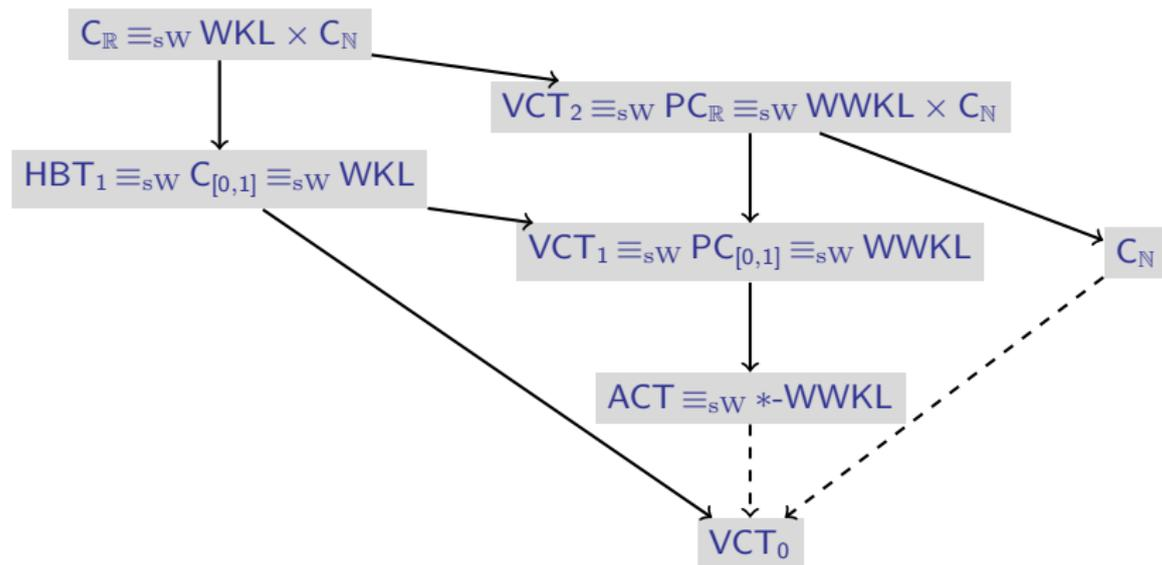 C_ℝ ≡_sW WKL × C_ℕ
VCT₂ ≡_sW PC_ℝ ≡_sW WWKL × C_ℕ
HBT₁ ≡_sW C_[0,1] ≡_sW WKL
VCT₁ ≡_sW PC_[0,1] ≡_sW WWKL
C_ℕ
ACT ≡_sW *-WWKL
VCT₀